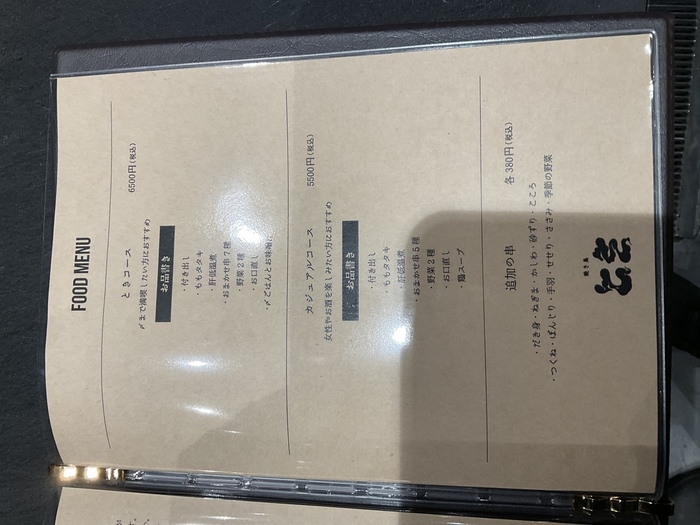 FOOD MENU
ときコース 6500円(税込)
〆まで満喫したい方におすすめ
お品書き
・付き出し
・ももタタキ
・肝低温煮
・おまかせ串7種
・野菜2種
・お口直し
・〆ごはんとお味噌汁
カジュアルコース 5500円(税込)
女性やお酒を楽しみたい方におすすめ
お品書き
・付き出し
・ももタタキ
・肝低温煮
・おまかせ串5種
・野菜2種
・お口直し
・鶏スープ
追加の串 各380円(税込)
・だき身・ねぎま・かしわ・砂ずり・こころ
・つくね・ぼんじり・手羽・せせり・ささみ・季節の野菜
焼き鳥